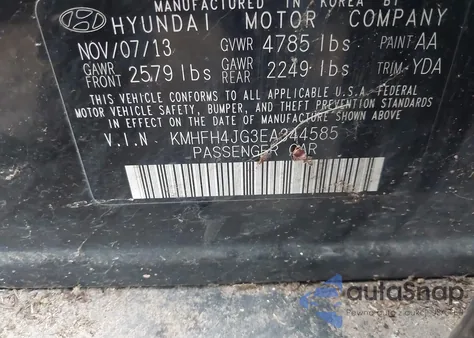 MANUFACTURED IN KOREA BY
HYUNDAI MOTOR COMPANY
NOV/07/13 GVWR 4785 lbs PAINT AA
GAWR FRONT 2579 lbs GAWR REAR 2249 lbs TRIM YDA
THIS VEHICLE CONFORMS TO ALL APPLICABLE U.S.A. FEDERAL
MOTOR VEHICLE SAFETY, BUMPER, AND THEFT PREVENTION STANDARDS
IN EFFECT ON THE DATE OF MANUFACTURE SHOWN ABOVE.
V.I.N KMHFH4JG3EA344585
PASSENGER CAR
autaSnap